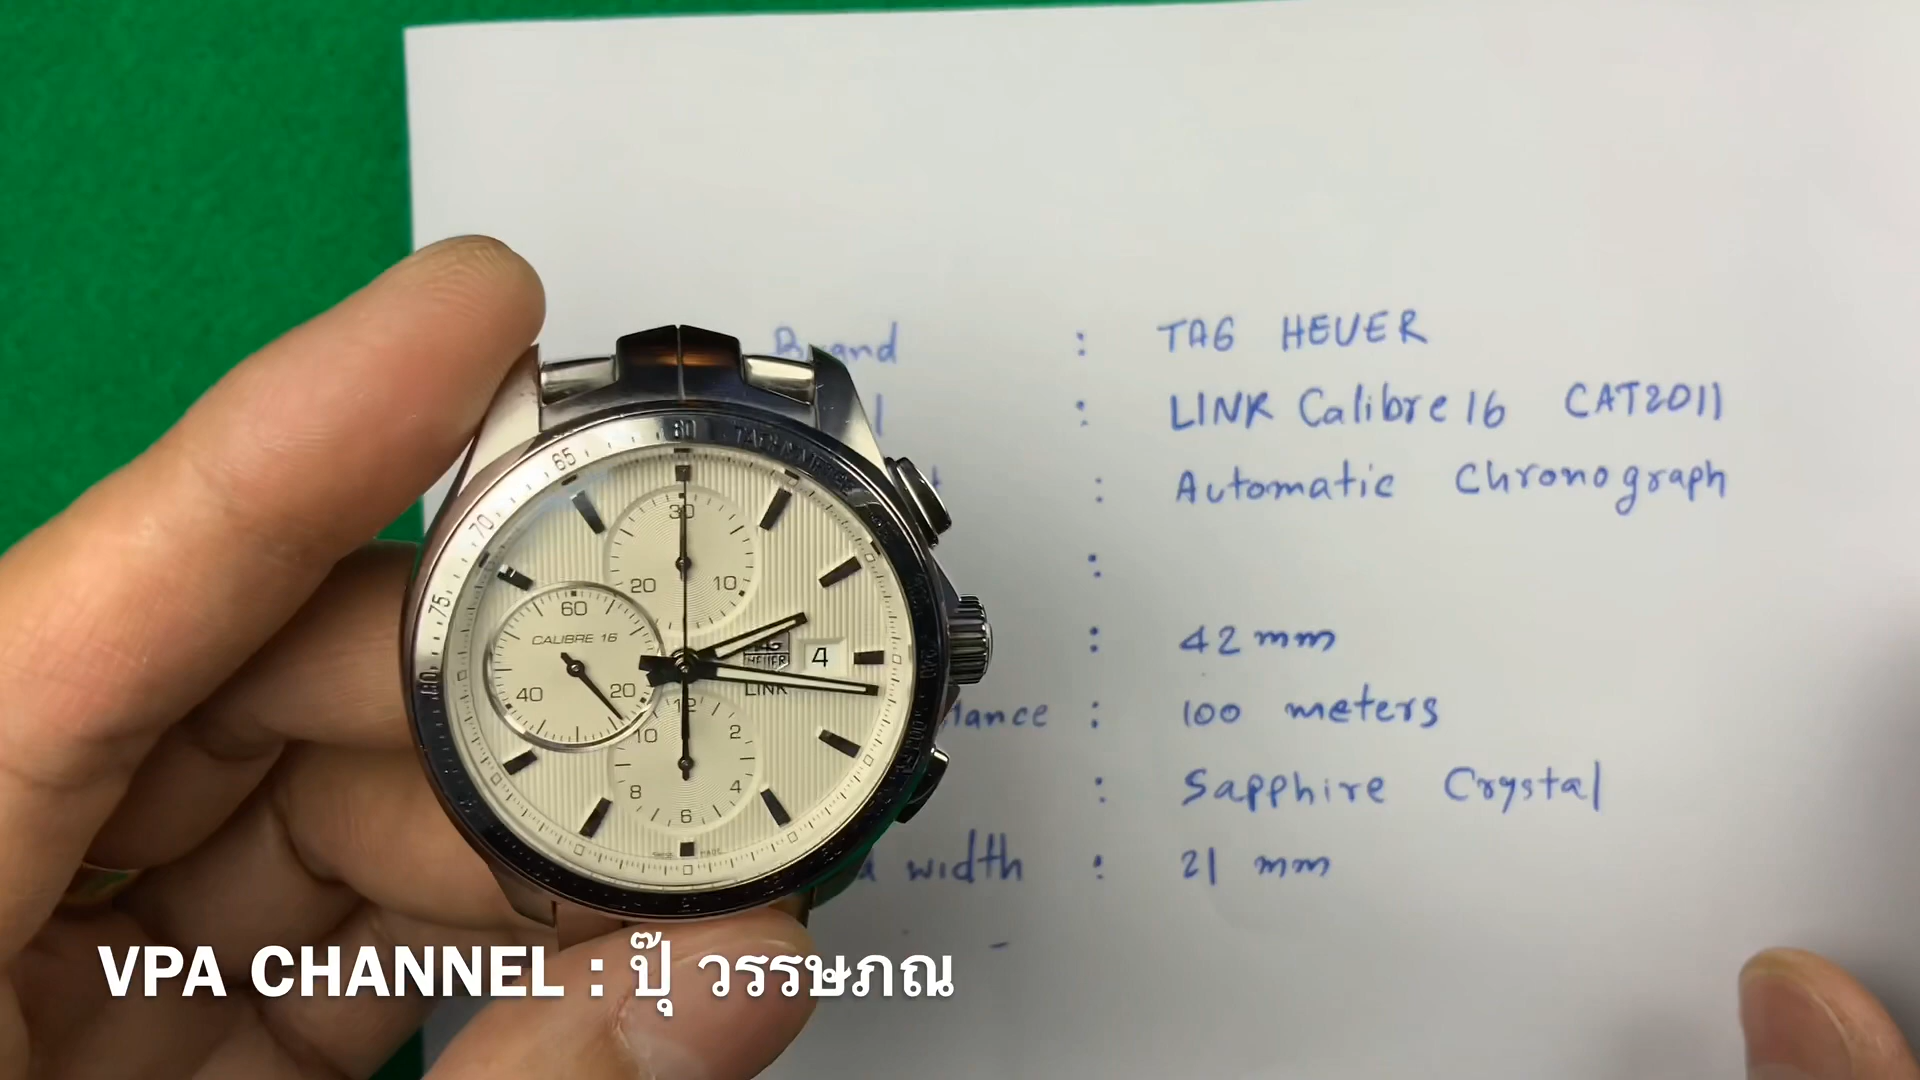 Brand : TAG HEUER
: LINK Calibre 16 CAT2011
: Automatic Chronograph
:
: 42 mm
: 100 meters
: Sapphire Crystal
width : 21 mm
60 TACHYMETRE
65
70
75
80
30
20 10
60
CALIBRE 16
40 20
TAG
HEUER
LINK
4
12
10 2
8 4
6
VPA CHANNEL : ปุ๊ วรรษภณ